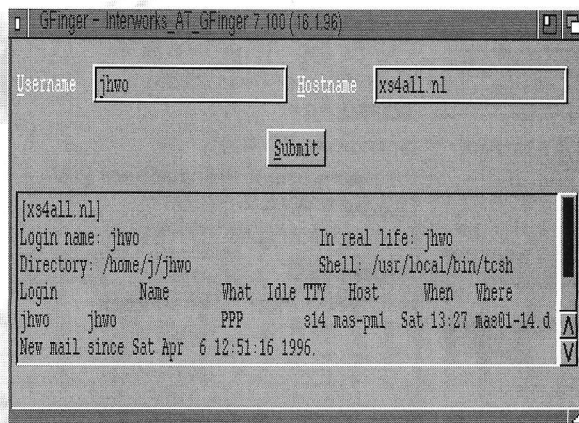 GFinger - Interworks_AT_GFinger 7.100 (16.1.96)
Username jhwo Hostname xs4all.nl
Submit
[xs4all.nl]
Login name: jhwo In real life: jhwo
Directory: /home/j/jhwo Shell: /usr/local/bin/tcsh
Login Name What Idle TTY Host When Where
jhwo jhwo PPP s14 mas-pm1 Sat 13:27 mas01-14.d
New mail since Sat Apr 6 12:51:16 1996.